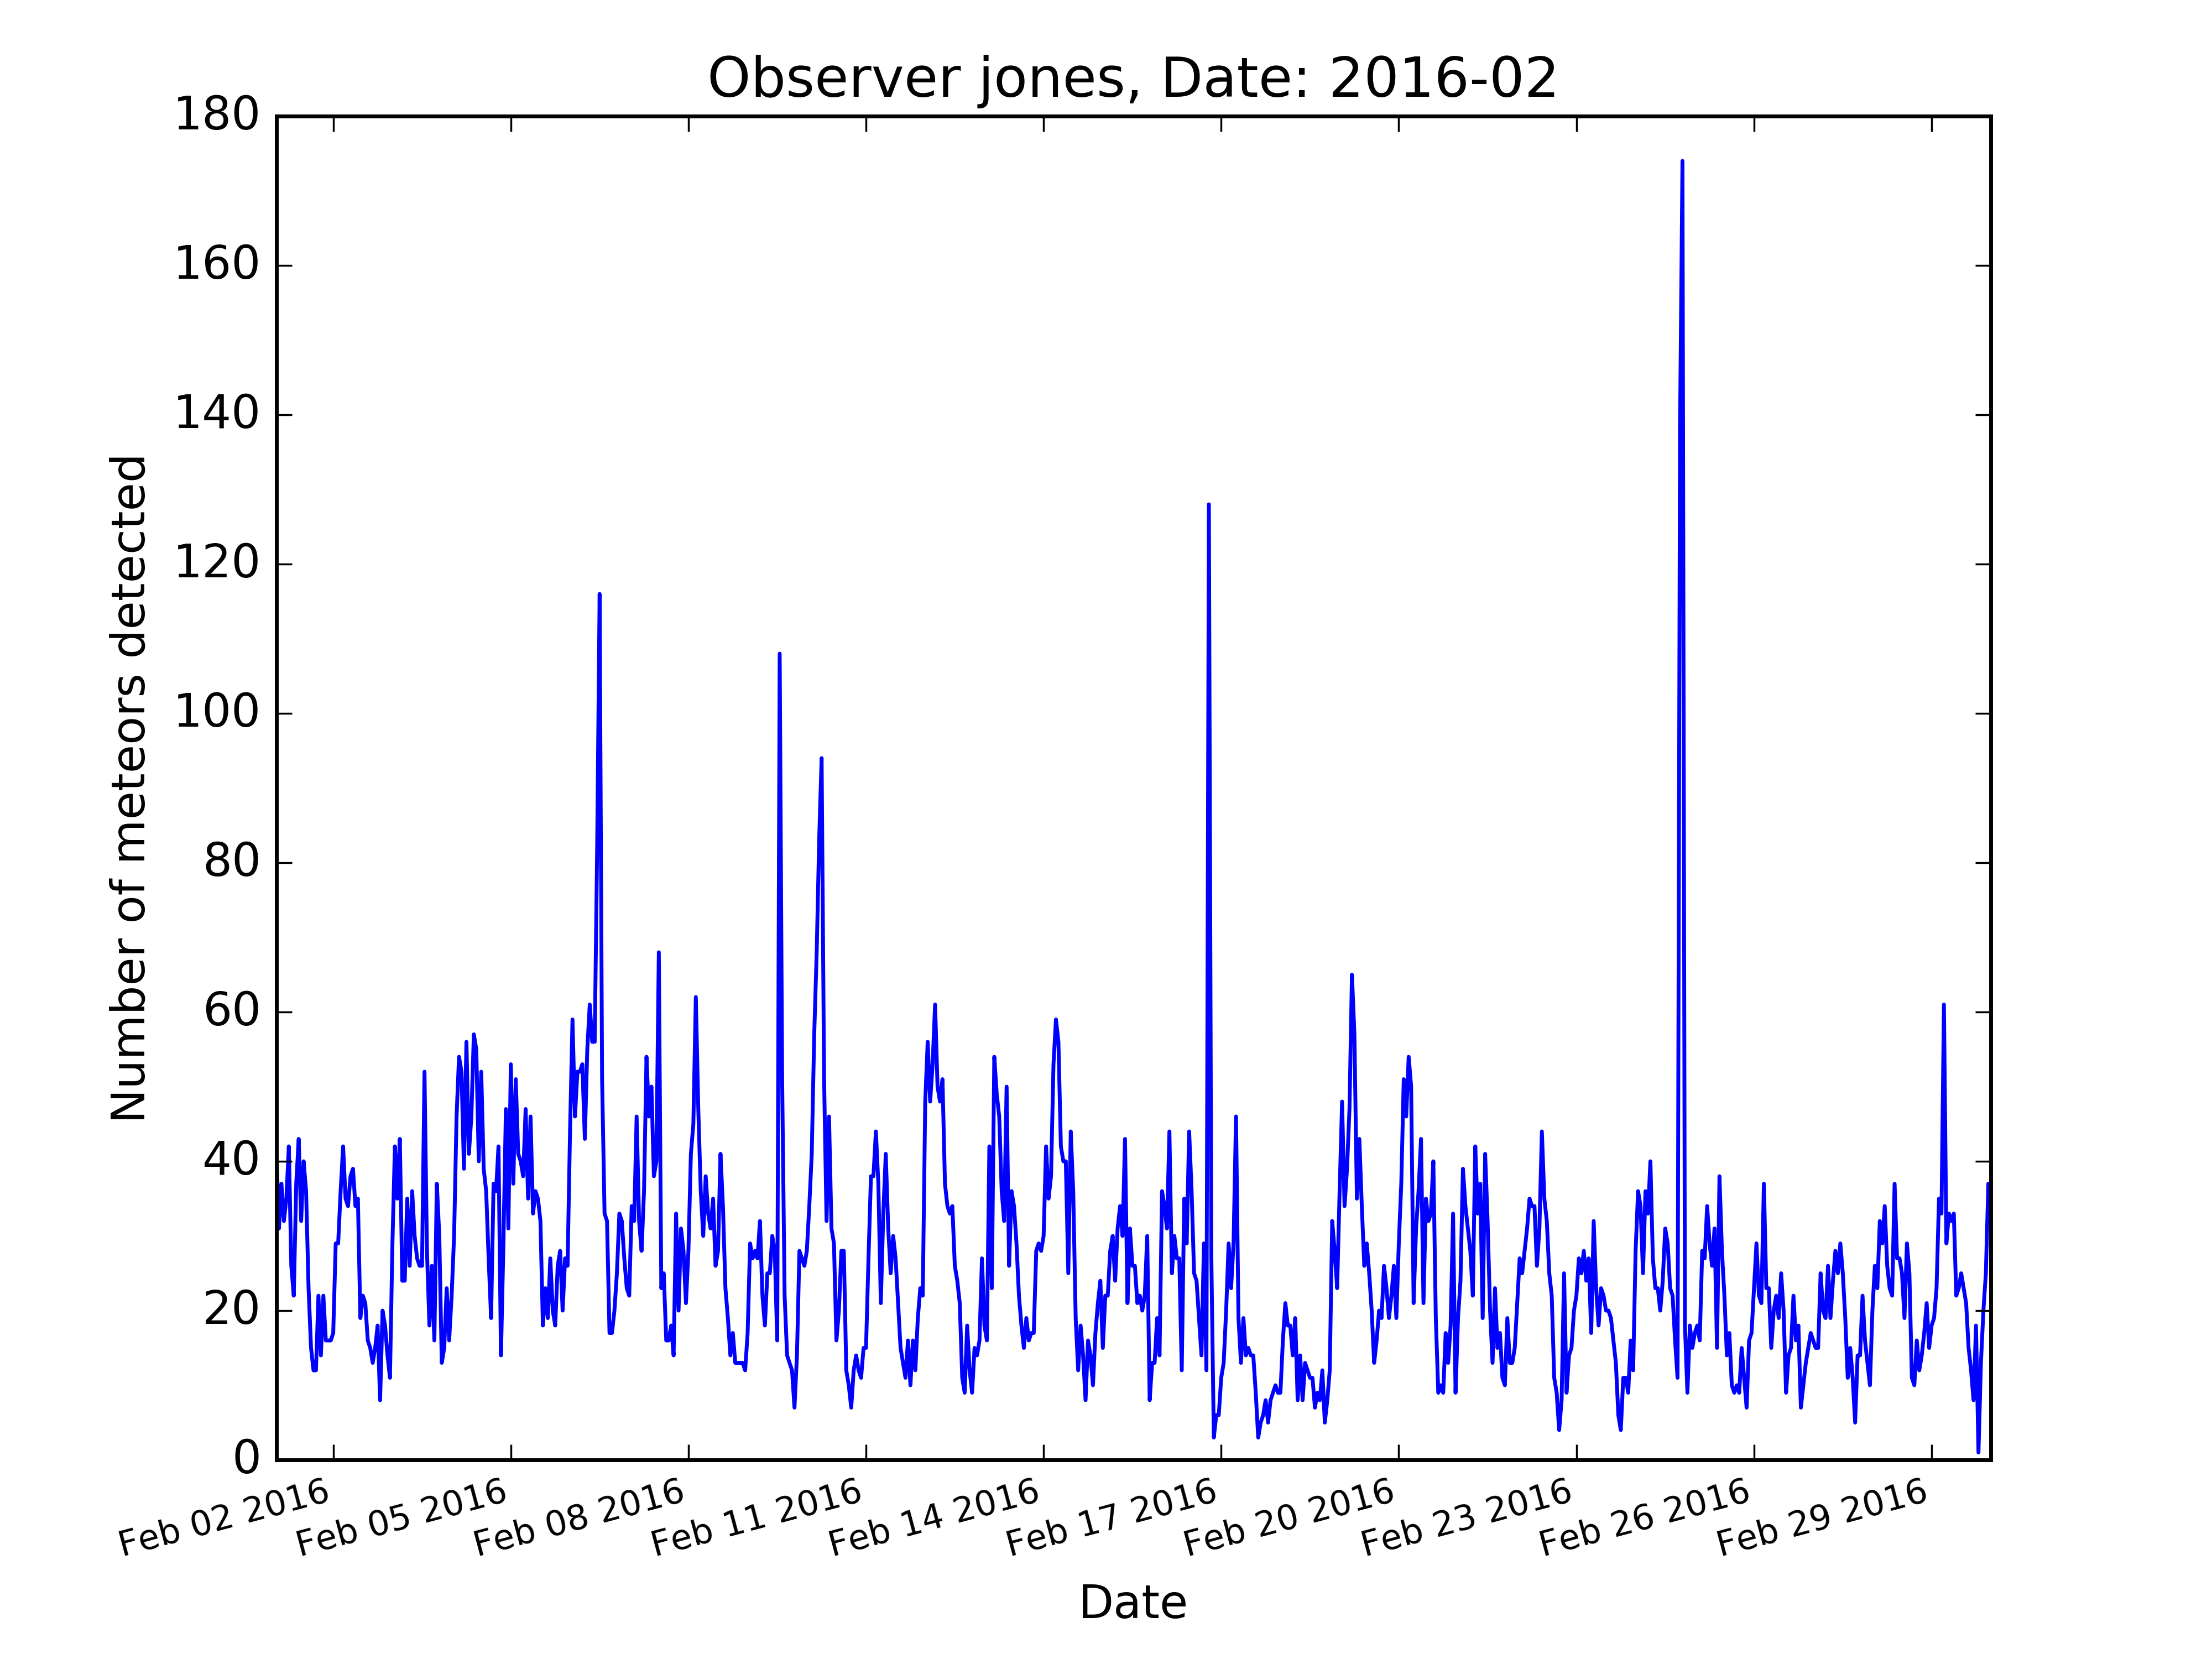 Observer jones, Date: 2016-02
180
160
140
120
100
80
60
40
20
0
Number of meteors detected
Feb 02 2016
Feb 05 2016
Feb 08 2016
Feb 11 2016
Feb 14 2016
Feb 17 2016
Feb 20 2016
Feb 23 2016
Feb 26 2016
Feb 29 2016
Date